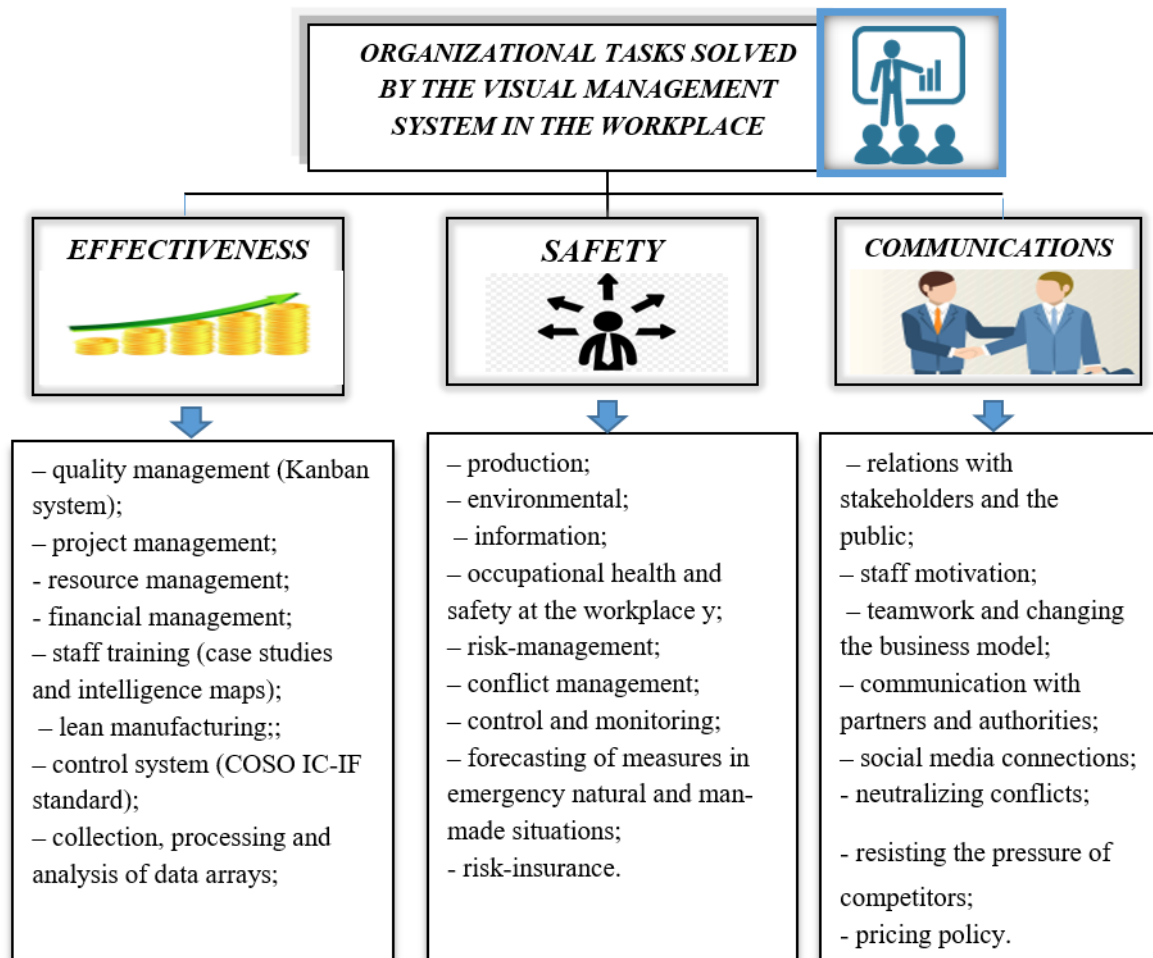 ORGANIZATIONAL TASKS SOLVED
BY THE VISUAL MANAGEMENT
SYSTEM IN THE WORKPLACE
EFFECTIVENESS
– quality management (Kanban
system);
– project management;
- resource management;
- financial management;
– staff training (case studies
and intelligence maps);
– lean manufacturing;;
– control system (COSO IC-IF
standard);
– collection, processing and
analysis of data arrays;
SAFETY
– production;
– environmental;
– information;
– occupational health and
safety at the workplace y;
– risk-management;
– conflict management;
– control and monitoring;
– forecasting of measures in
emergency natural and man-
made situations;
- risk-insurance.
COMMUNICATIONS
– relations with
stakeholders and the
public;
– staff motivation;
– teamwork and changing
the business model;
– communication with
partners and authorities;
– social media connections;
- neutralizing conflicts;
- resisting the pressure of
competitors;
- pricing policy.